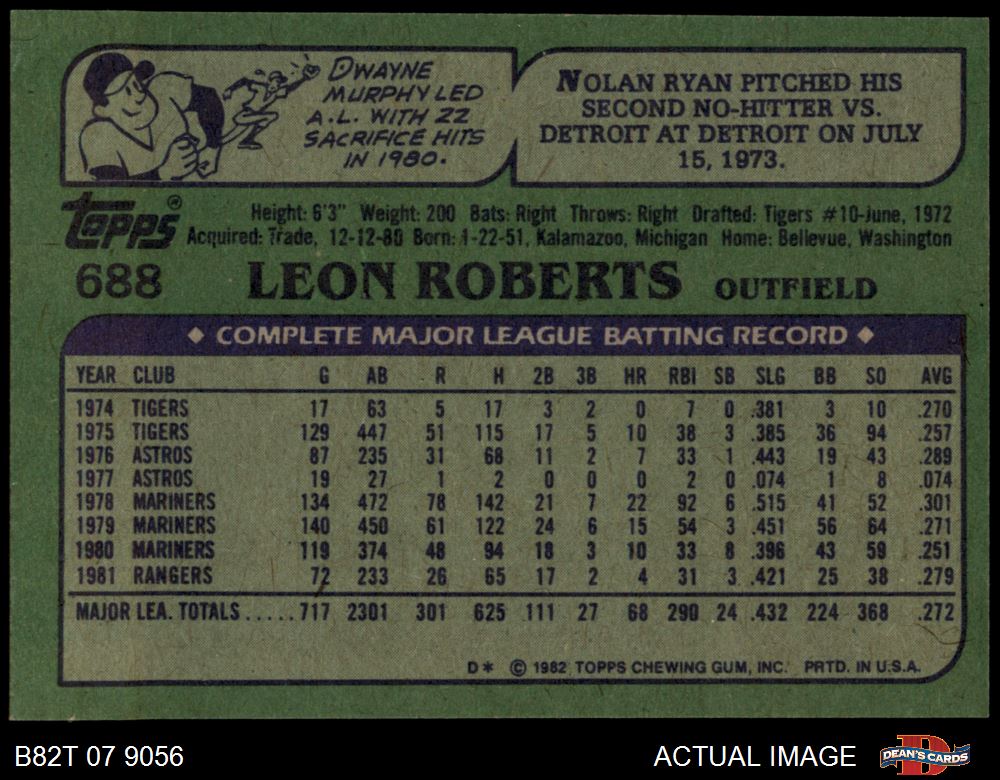 DWAYNE
MURPHY LED
A.L. WITH 22
SACRIFICE HITS
IN 1980.
NOLAN RYAN PITCHED HIS
SECOND NO-HITTER VS.
DETROIT AT DETROIT ON JULY
15, 1973.
Topps®
Height: 6'3" Weight: 200 Bats: Right Throws: Right Drafted: Tigers #10-June, 1972
Acquired: Trade, 12-12-80 Born: 1-22-51, Kalamazoo, Michigan Home: Bellevue, Washington
688 LEON ROBERTS OUTFIELD
◆ COMPLETE MAJOR LEAGUE BATTING RECORD ◆
YEAR CLUB G AB R H 2B 3B HR RBI SB SLG BB SO AVG
1974 TIGERS 17 63 5 17 3 2 0 7 0 .381 3 10 .270
1975 TIGERS 129 447 51 115 17 5 10 38 3 .385 36 94 .257
1976 ASTROS 87 235 31 68 11 2 7 33 1 .443 19 43 .289
1977 ASTROS 19 27 1 2 0 0 0 2 0 .074 1 8 .074
1978 MARINERS 134 472 78 142 21 7 22 92 6 .515 41 52 .301
1979 MARINERS 140 450 61 122 24 6 15 54 3 .451 56 64 .271
1980 MARINERS 119 374 48 94 18 3 10 33 8 .396 43 59 .251
1981 RANGERS 72 233 26 65 17 2 4 31 3 .421 25 38 .279
MAJOR LEA. TOTALS.....717 2301 301 625 111 27 68 290 24 .432 224 368 .272
D* © 1982 TOPPS CHEWING GUM, INC. PRTD. IN U.S.A.
B82T 07 9056 ACTUAL IMAGE DEAN'S CARDS